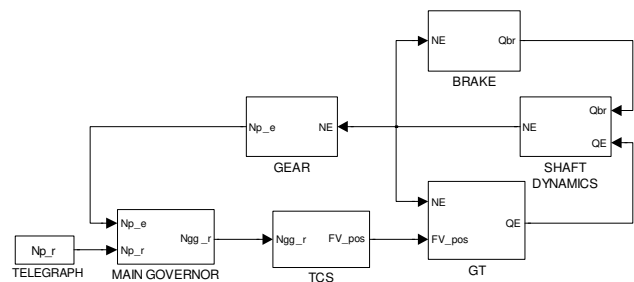 NE
Qbr
BRAKE
Qbr
NE
QE
SHAFT
DYNAMICS
Np_e
NE
GEAR
NE
QE
FV_pos
GT
Np_e
Ngg_r
Np_r
MAIN GOVERNOR
Ngg_r
FV_pos
TCS
Np_r
TELEGRAPH